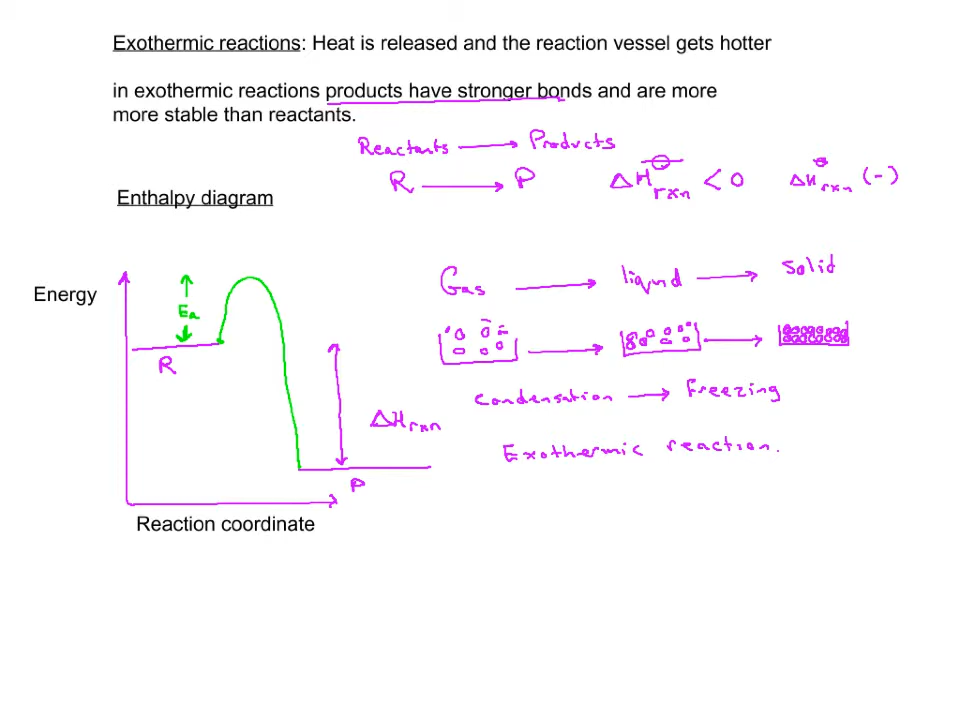 Exothermic reactions: Heat is released and the reaction vessel gets hotter
in exothermic reactions products have stronger bonds and are more
more stable than reactants.
Reactants → Products
R → P ΔH⦵rxn < 0 ΔH⦵rxn (-)
Enthalpy diagram
Gas → liquid → solid
Energy
Ea
R
condensation → Freezing
ΔHrxn
Exothermic reaction.
P
Reaction coordinate